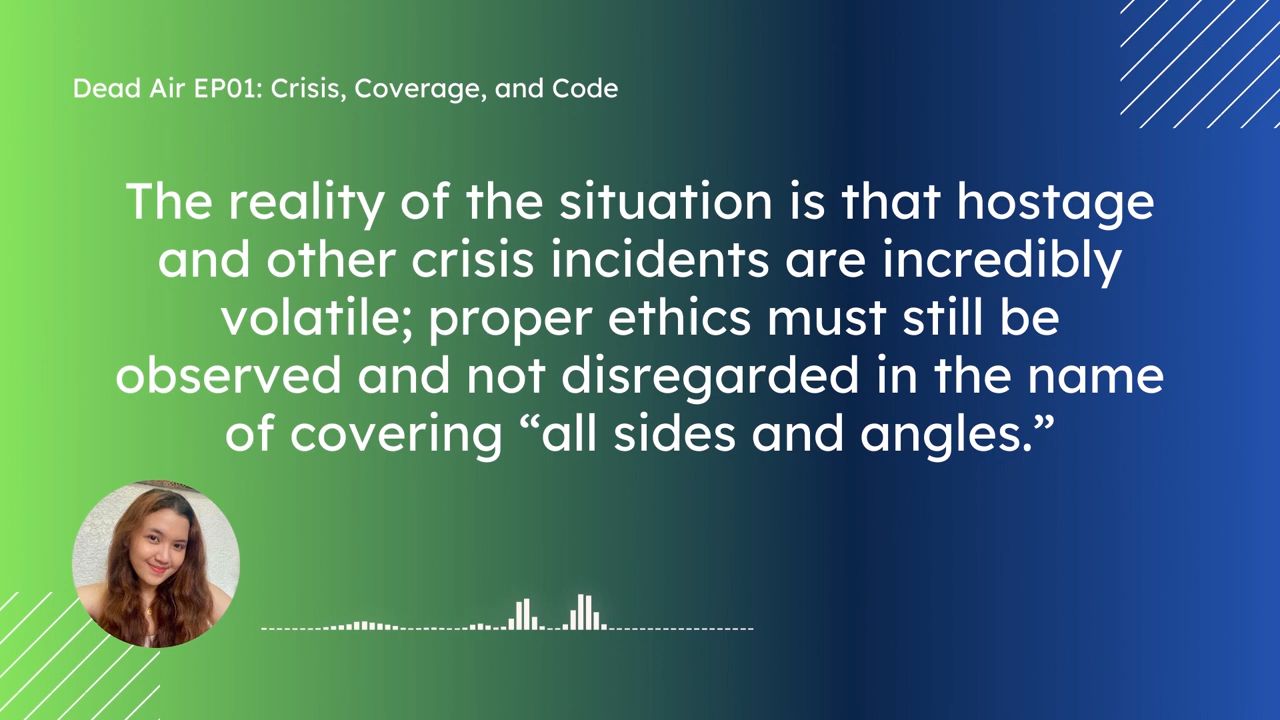 Dead Air EP01: Crisis, Coverage, and Code
The reality of the situation is that hostage
and other crisis incidents are incredibly
volatile; proper ethics must still be
observed and not disregarded in the name
of covering “all sides and angles.”